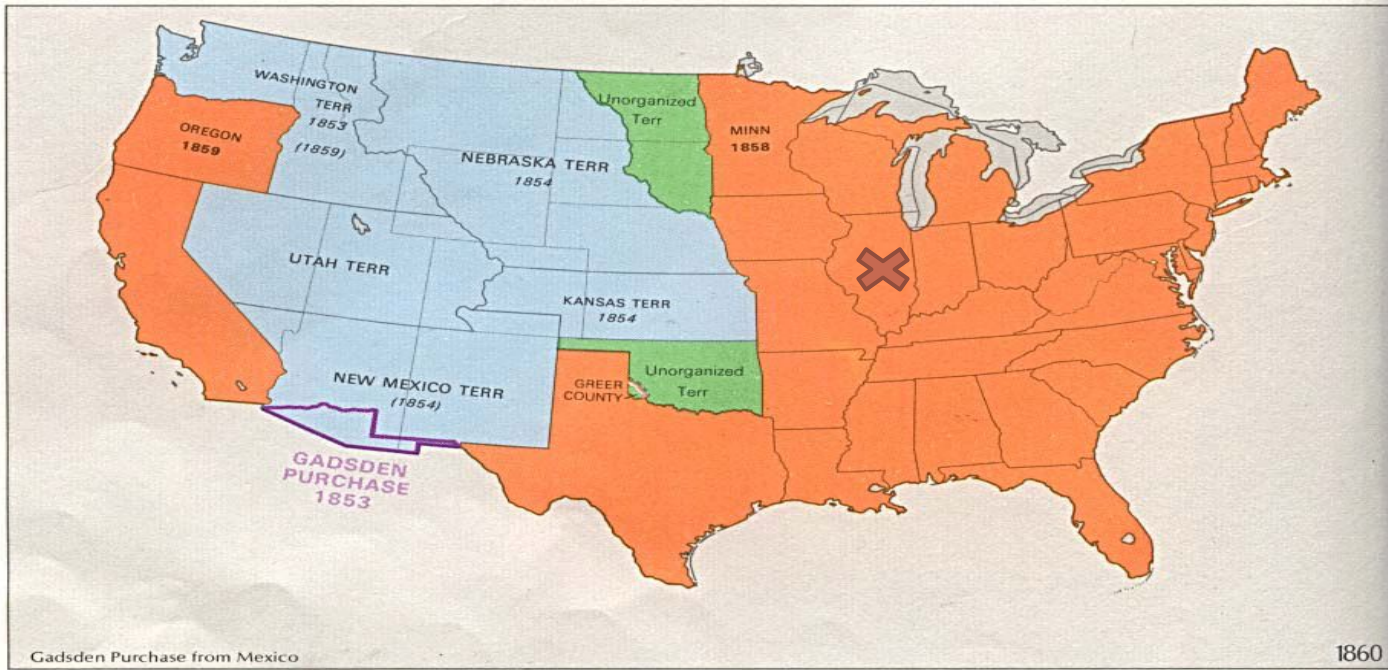 WASHINGTON
TERR
1853
(1859)
OREGON
1859
NEBRASKA TERR
1854
Unorganized
Terr
MINN
1858
UTAH TERR
KANSAS TERR
1854
NEW MEXICO TERR
(1854)
GREER
COUNTY
Unorganized
Terr
GADSDEN
PURCHASE
1853
Gadsden Purchase from Mexico
1860